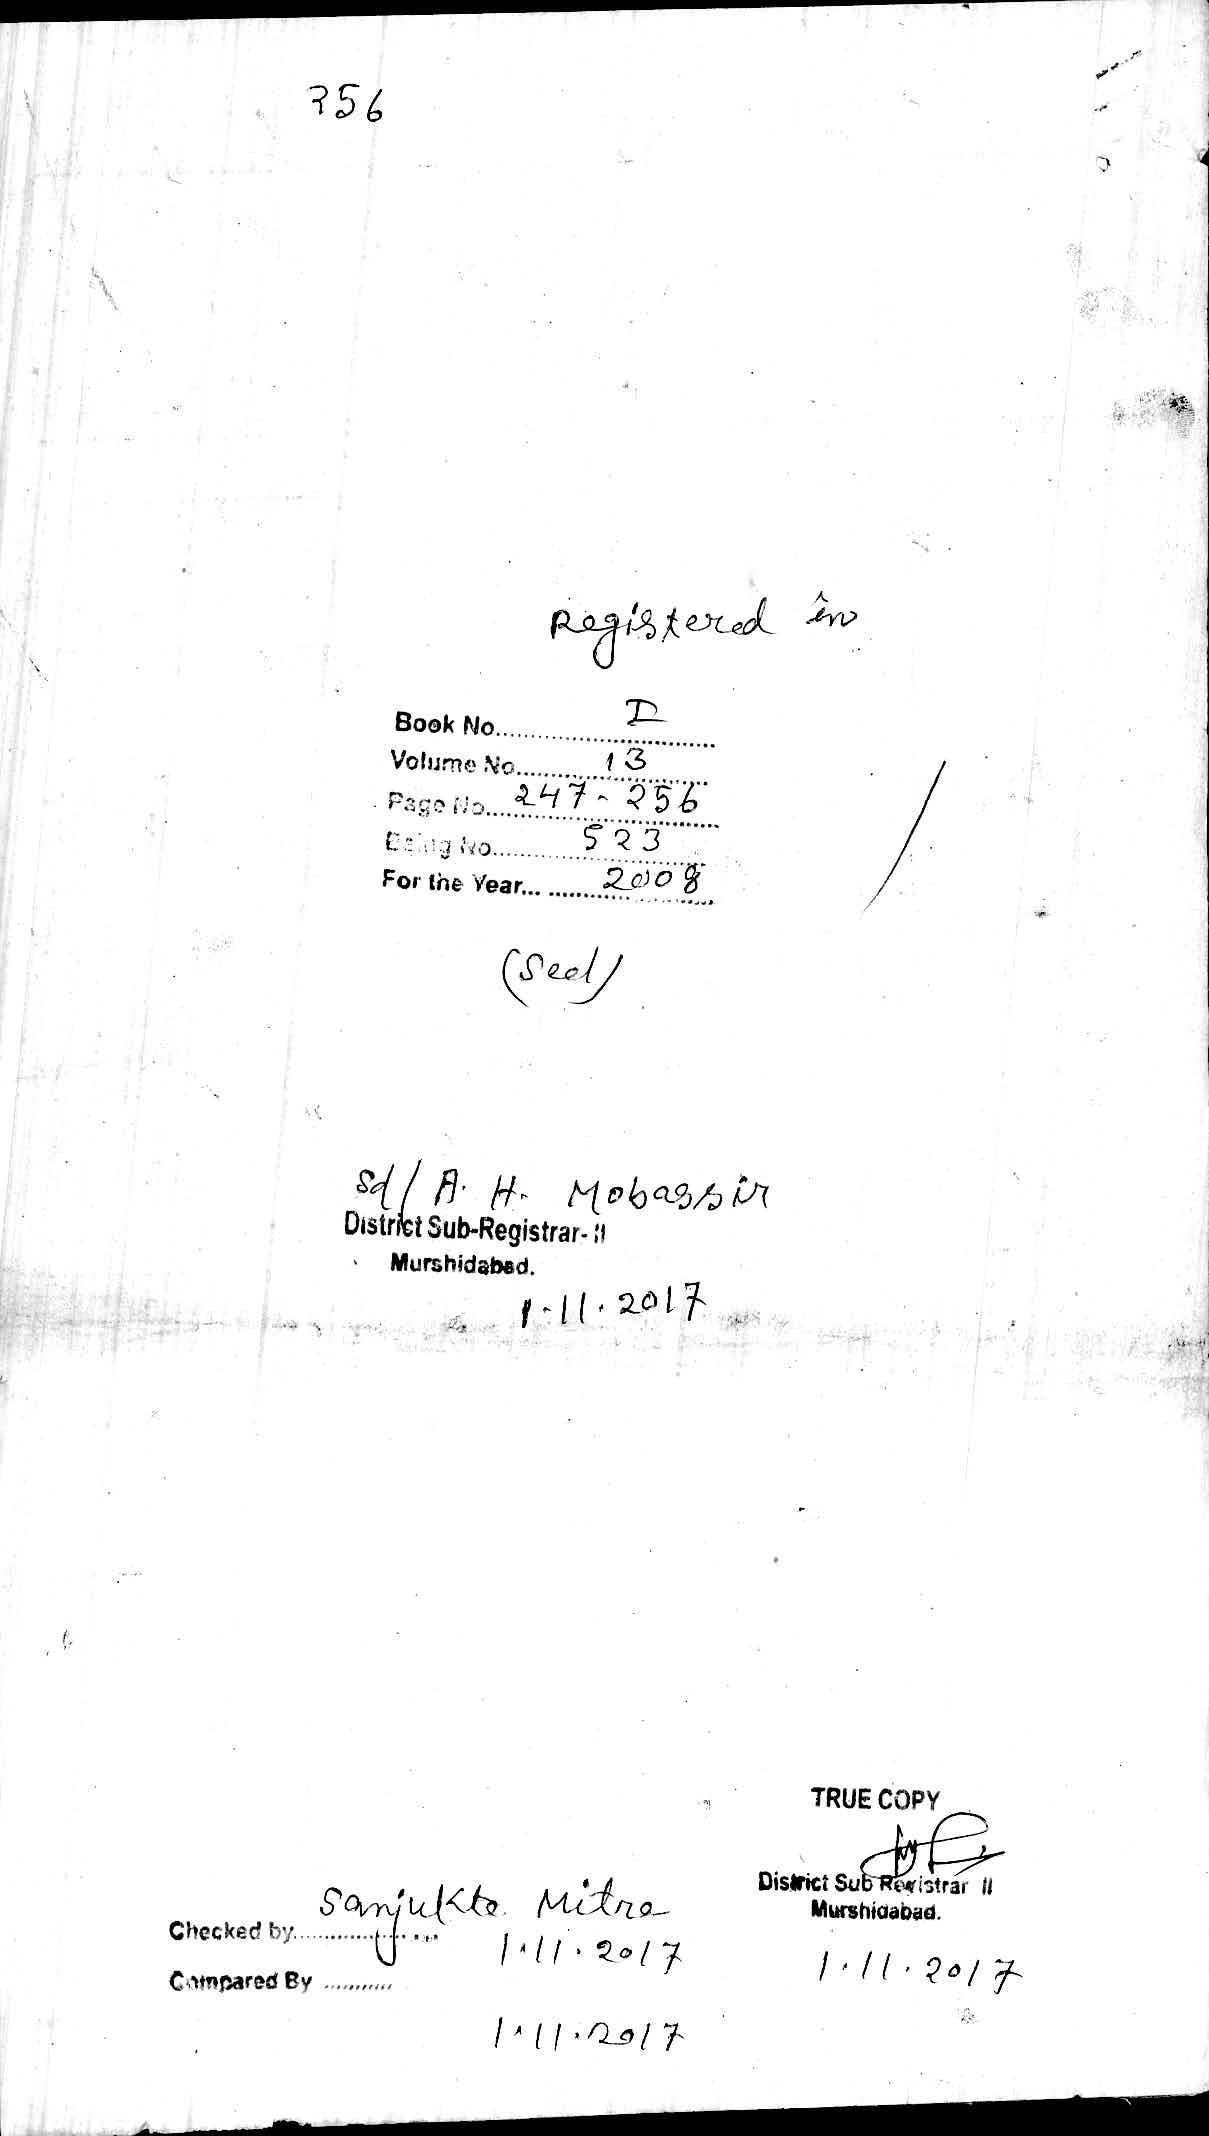 256
Registered in
Book No.............I
Volume No.............13
Page No.............247-256
Being No.............523
For the Year.............2008
(Seal)
Sd/ A. H. Mobassir
District Sub-Registrar-II
Murshidabad.
1.11.2017
TRUE COPY
District Sub Registrar II
Murshidabad.
1.11.2017
Checked by.............Sanjukta Mitra
1.11.2017
Compared By ...........
1.11.2017